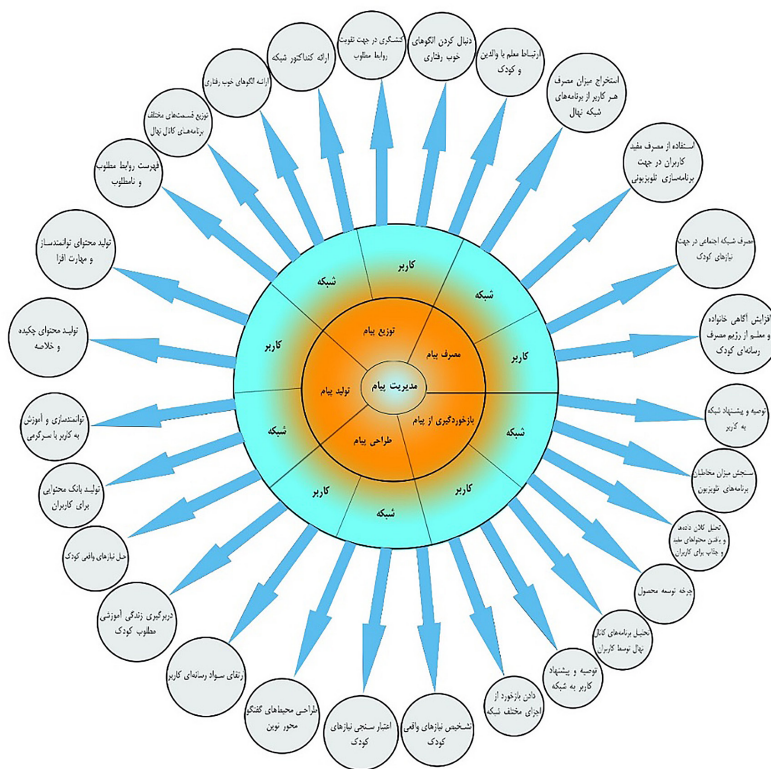 مدیریت پیام
توزیع پیام
مصرف پیام
بازخوردگیری از پیام
طراحی پیام
تولید پیام
کاربر
شبکه
کاربر
شبکه
کاربر
شبکه
کاربر
شبکه
کاربر
شبکه
کنشگری در جهت تقویت
روابط مطلوب
دنبال کردن الگوهای
خوب رفتاری
ارتباط معلم با والدین
و کودک
استخراج میزان مصرف
هر کاربر از برنامه‌های
شبکه نهال
استفاده از مصرف مفید
کاربران در جهت
برنامه‌سازی تلویزیونی
مصرف شبکه اجتماعی در جهت
نیازهای کودک
افزایش آگاهی خانواده
و معلم از رژیم مصرف
رسانه‌ای کودک
توصیه و پیشنهاد شبکه
به کاربر
سنجش میزان مخاطبان
برنامه‌های تلویزیون
تحلیل کلان داده‌ها
و یافتن محتواهای مفید
و جذاب برای کاربران
چرخه توسعه محصول
تحلیل برنامه‌های کانال
نهال توسط کاربران
توصیه و پیشنهاد
کاربر به شبکه
دادن بازخورد از
اجزای مختلف شبکه
تشخیص نیازهای واقعی
کودک
اعتبار سنجی نیازهای
کودک
طراحی محیط‌های گفتگو
محور نوین
ارتقای سواد رسانه‌ای کاربر
دربرگیری زندگی آموزشی
مطلوب کودک
حل نیازهای واقعی کودک
تولید بانک محتوایی
برای کاربران
توانمندسازی و آموزش
به کاربر با سرگرمی
تولید محتوای چکیده
و خلاصه
تولید محتوای توانمندساز
و مهارت افزا
فهرست روابط مطلوب
و نامطلوب
توزیع قسمت‌های مختلف
برنامه‌های کانال نهال
ارائه الگوهای خوب رفتاری
ارائه کنداکتور شبکه